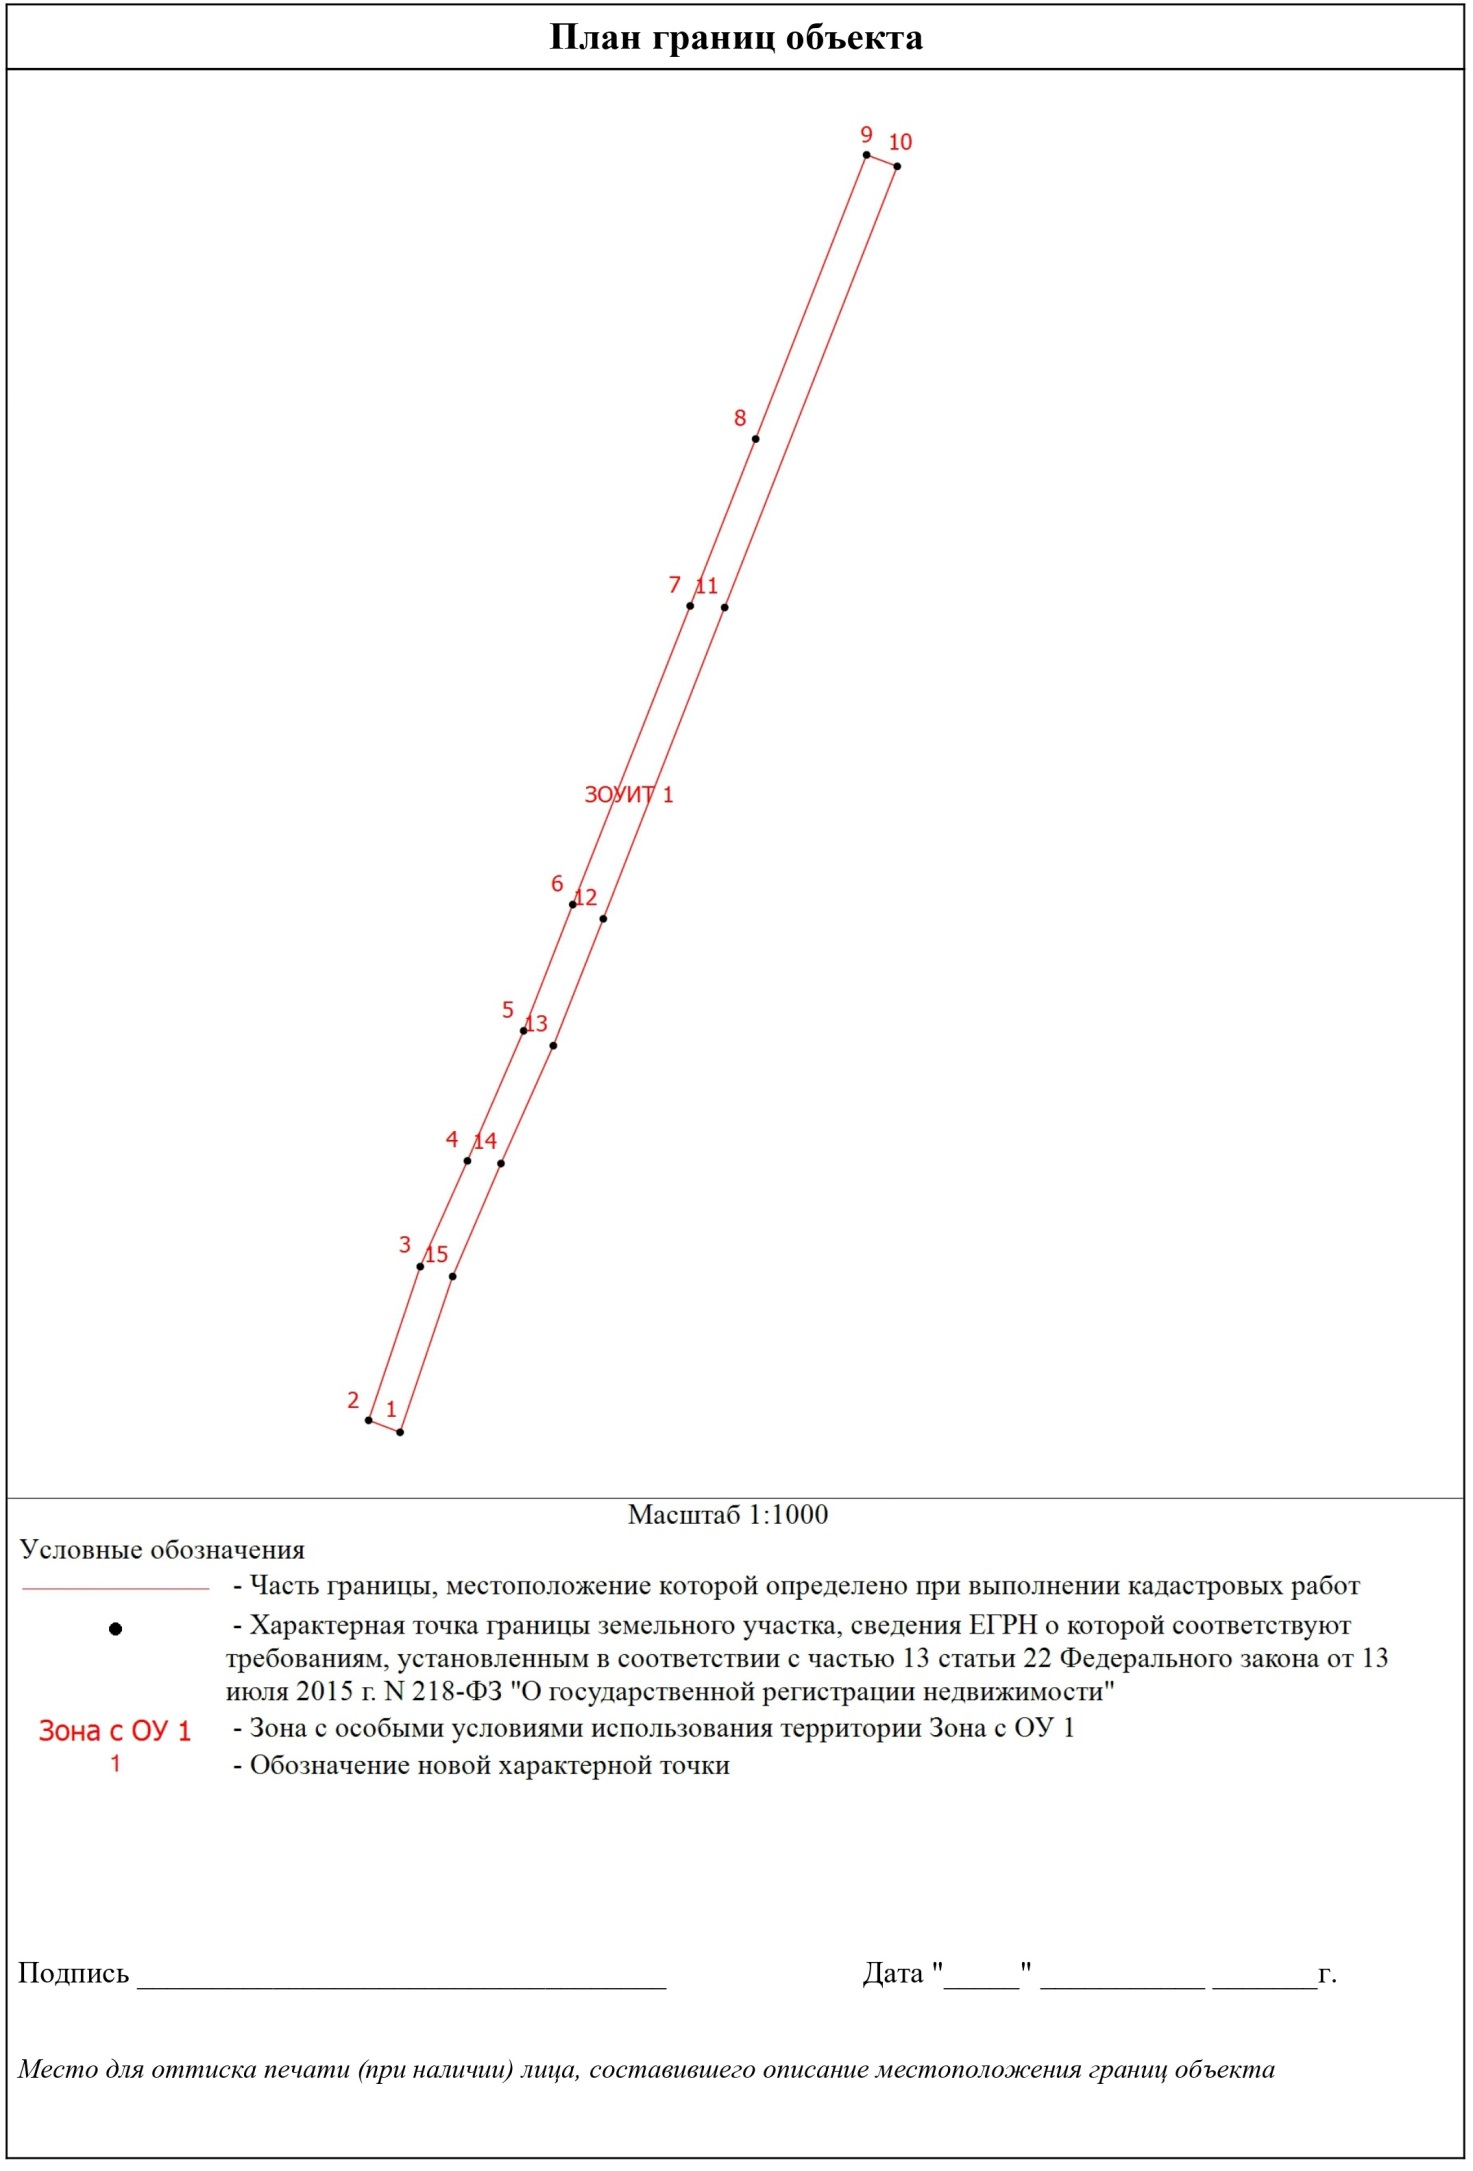 План границ объекта
9 10
8
7 11
ЗОУИТ 1
6 12
5 13
4 14
3 15
2 1
Масштаб 1:1000
Условные обозначения
- Часть границы, местоположение которой определено при выполнении кадастровых работ
- Характерная точка границы земельного участка, сведения ЕГРН о которой соответствуют
требованиям, установленным в соответствии с частью 13 статьи 22 Федерального закона от 13
июля 2015 г. N 218-ФЗ "О государственной регистрации недвижимости"
Зона с ОУ 1 - Зона с особыми условиями использования территории Зона с ОУ 1
1 - Обозначение новой характерной точки
Подпись ___________________________________ Дата "_____" ___________ _______г.
Место для оттиска печати (при наличии) лица, составившего описание местоположения границ объекта